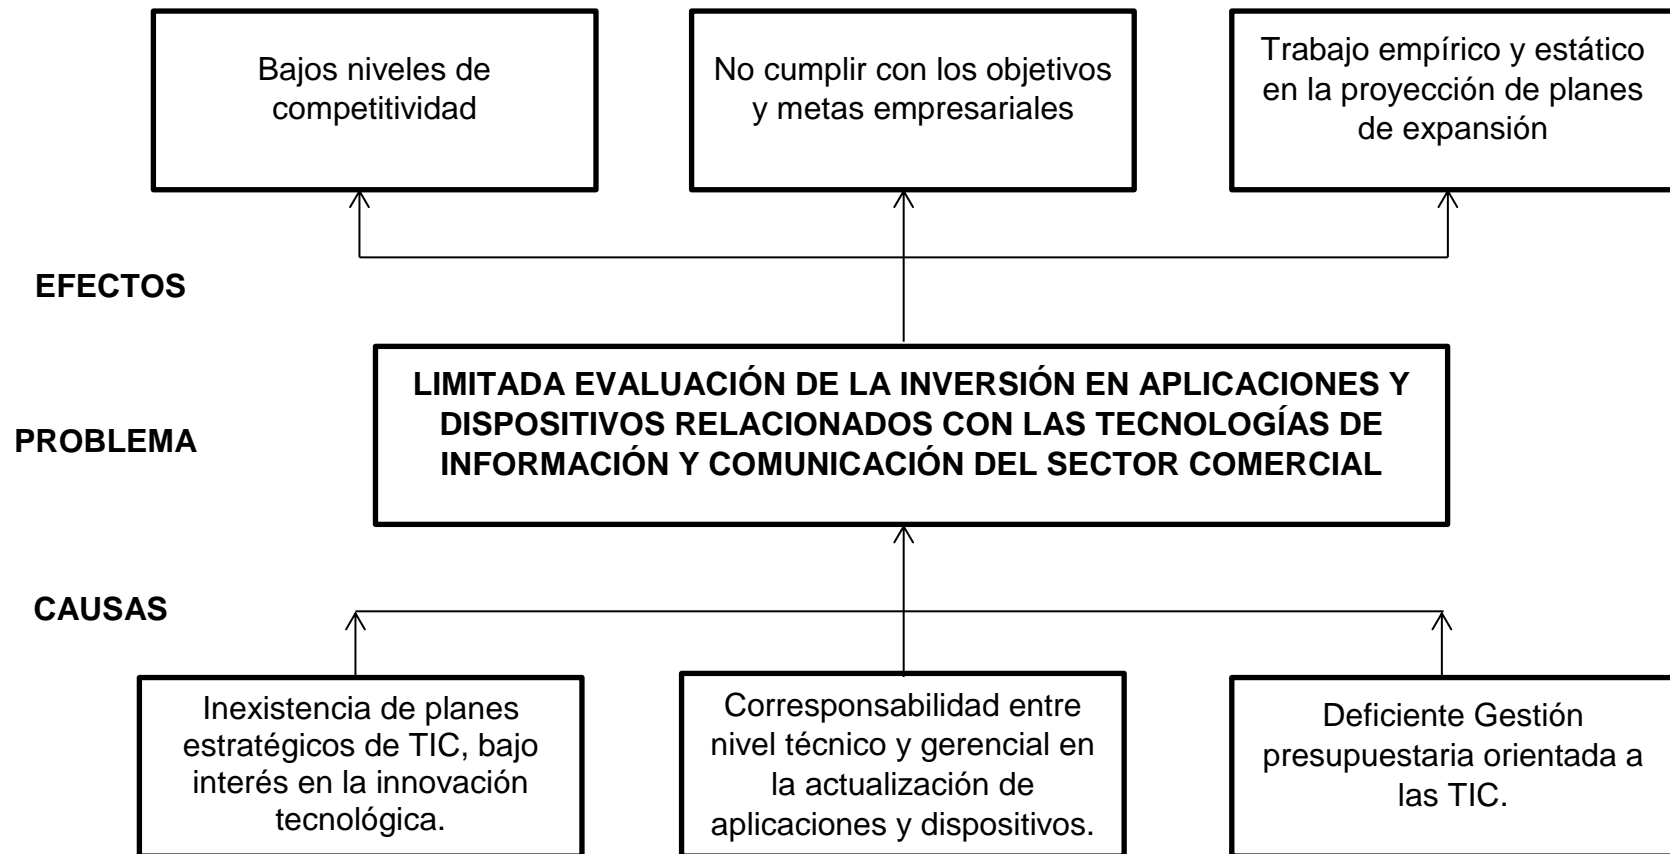 Bajos niveles de
competitividad
No cumplir con los objetivos
y metas empresariales
Trabajo empírico y estático
en la proyección de planes
de expansión
EFECTOS
LIMITADA EVALUACIÓN DE LA INVERSIÓN EN APLICACIONES Y
DISPOSITIVOS RELACIONADOS CON LAS TECNOLOGÍAS DE
INFORMACIÓN Y COMUNICACIÓN DEL SECTOR COMERCIAL
PROBLEMA
CAUSAS
Inexistencia de planes
estratégicos de TIC, bajo
interés en la innovación
tecnológica.
Corresponsabilidad entre
nivel técnico y gerencial en
la actualización de
aplicaciones y dispositivos.
Deficiente Gestión
presupuestaria orientada a
las TIC.